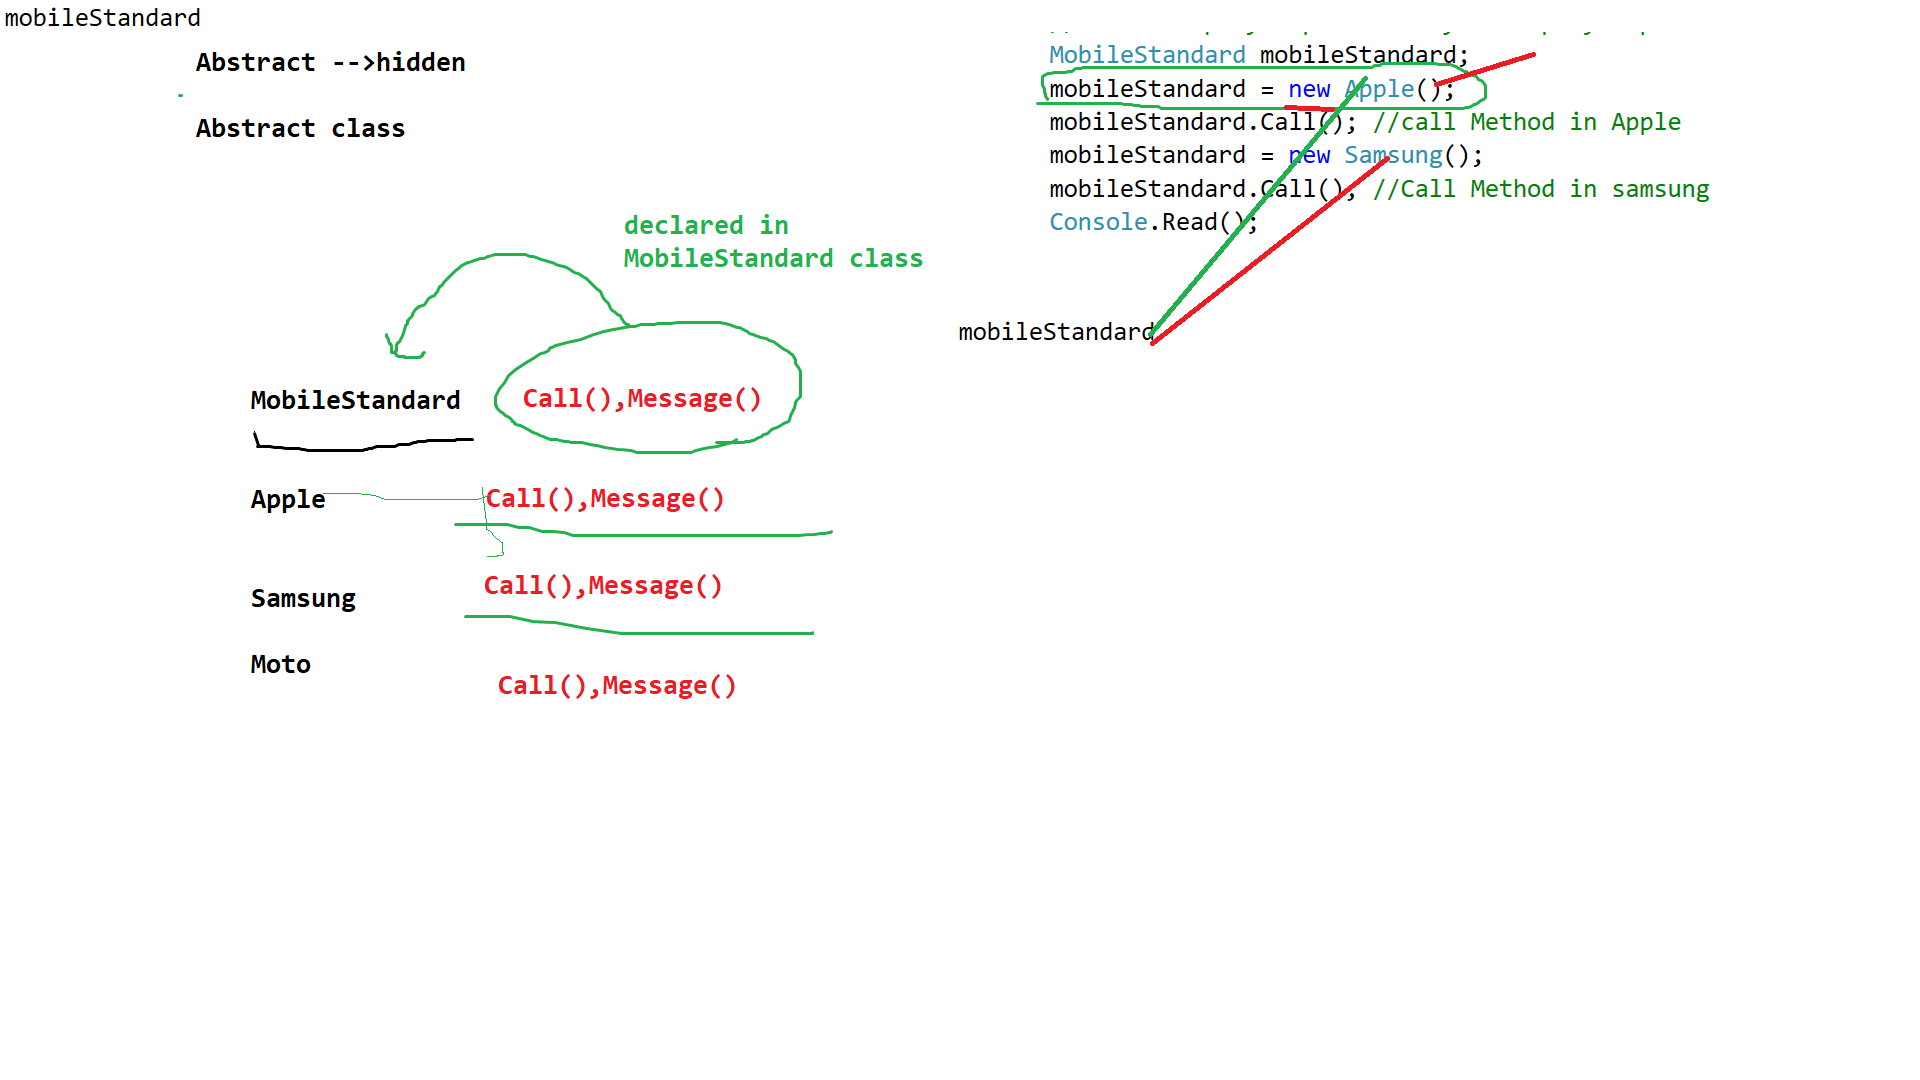 mobileStandard
Abstract -->hidden
Abstract class
declared in
MobileStandard class
MobileStandard Call(),Message()
Apple Call(),Message()
Samsung Call(),Message()
Moto Call(),Message()
MobileStandard mobileStandard;
mobileStandard = new Apple();
mobileStandard.Call(); //call Method in Apple
mobileStandard = new Samsung();
mobileStandard.Call(); //Call Method in samsung
Console.Read();
mobileStandard